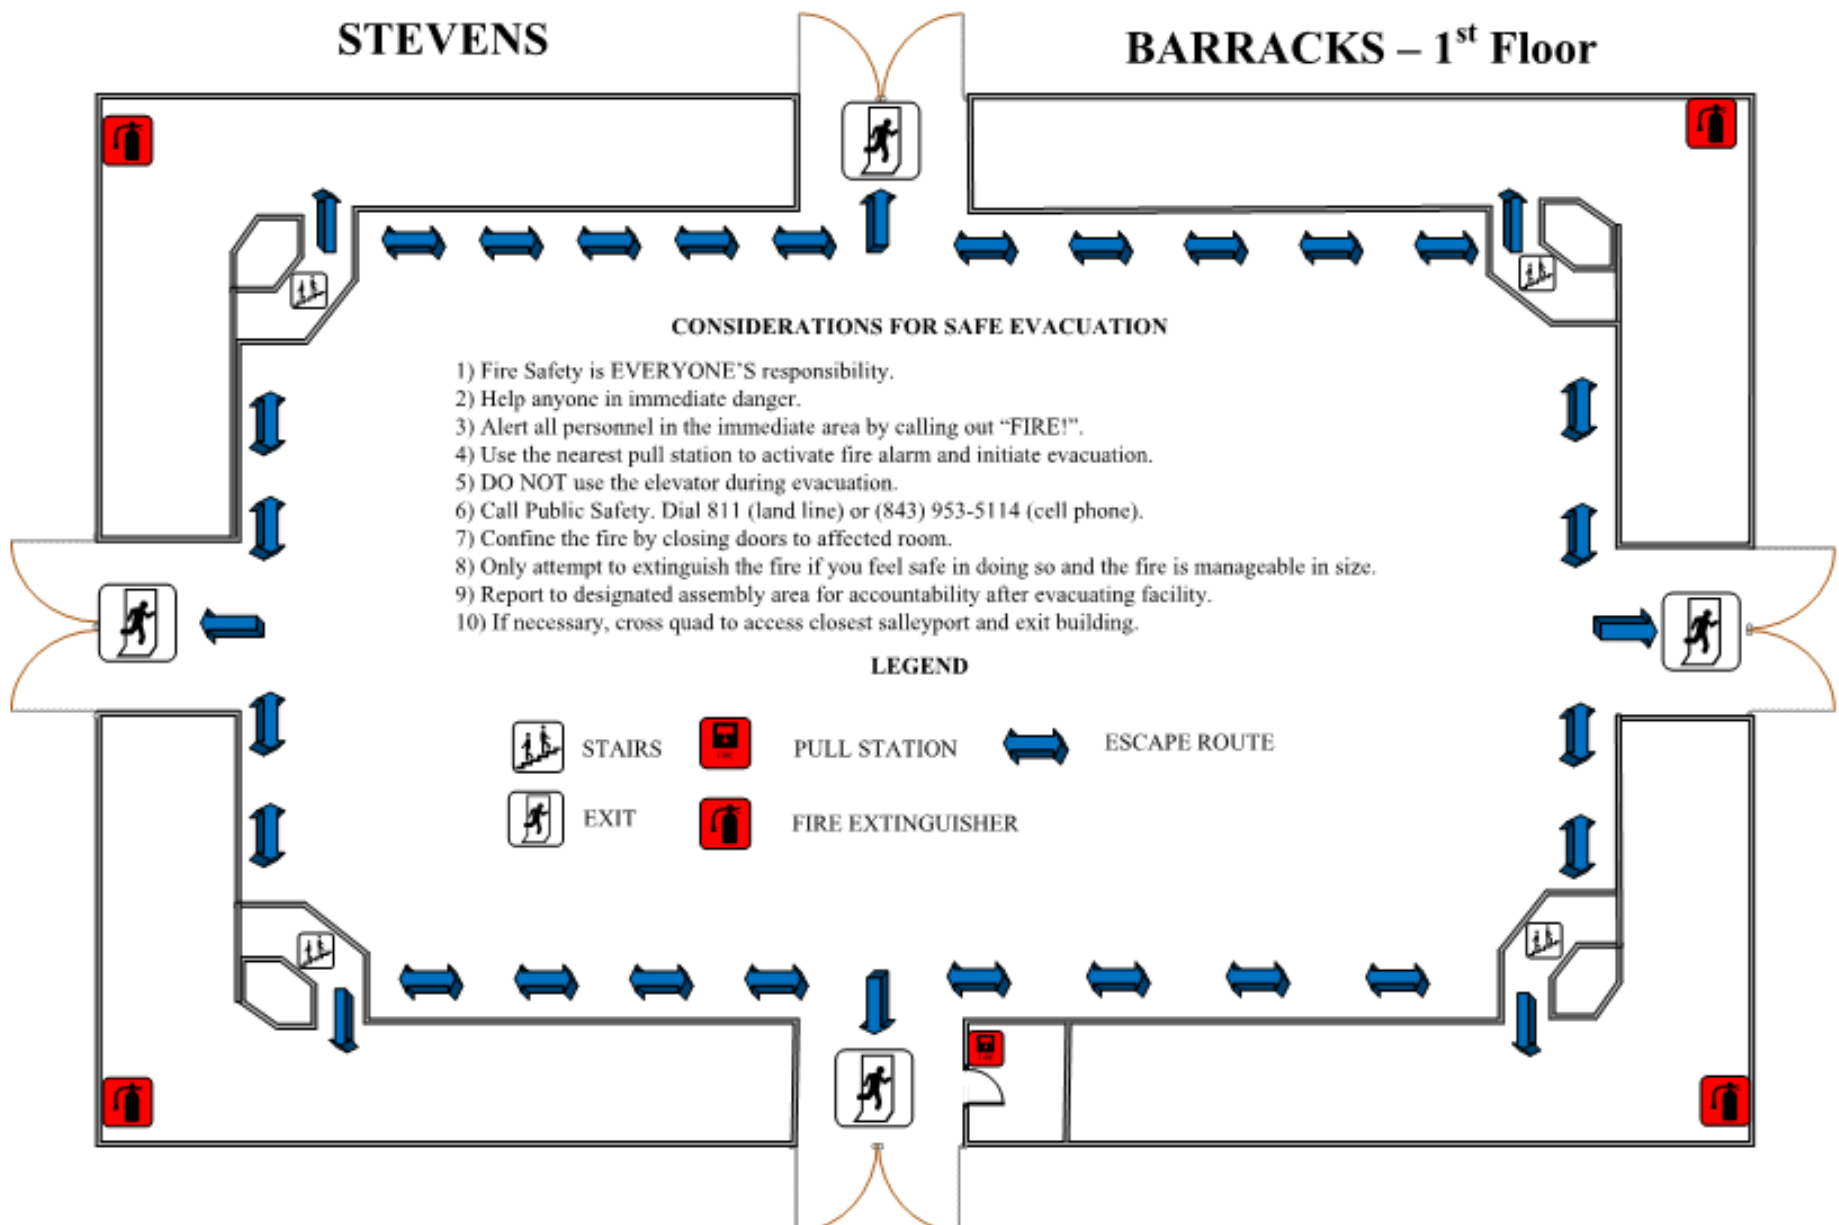 STEVENS
BARRACKS – 1st Floor
CONSIDERATIONS FOR SAFE EVACUATION
1) Fire Safety is EVERYONE'S responsibility.
2) Help anyone in immediate danger.
3) Alert all personnel in the immediate area by calling out “FIRE!”.
4) Use the nearest pull station to activate fire alarm and initiate evacuation.
5) DO NOT use the elevator during evacuation.
6) Call Public Safety. Dial 811 (land line) or (843) 953-5114 (cell phone).
7) Confine the fire by closing doors to affected room.
8) Only attempt to extinguish the fire if you feel safe in doing so and the fire is manageable in size.
9) Report to designated assembly area for accountability after evacuating facility.
10) If necessary, cross quad to access closest salleyport and exit building.
LEGEND
STAIRS
PULL STATION
ESCAPE ROUTE
EXIT
FIRE EXTINGUISHER